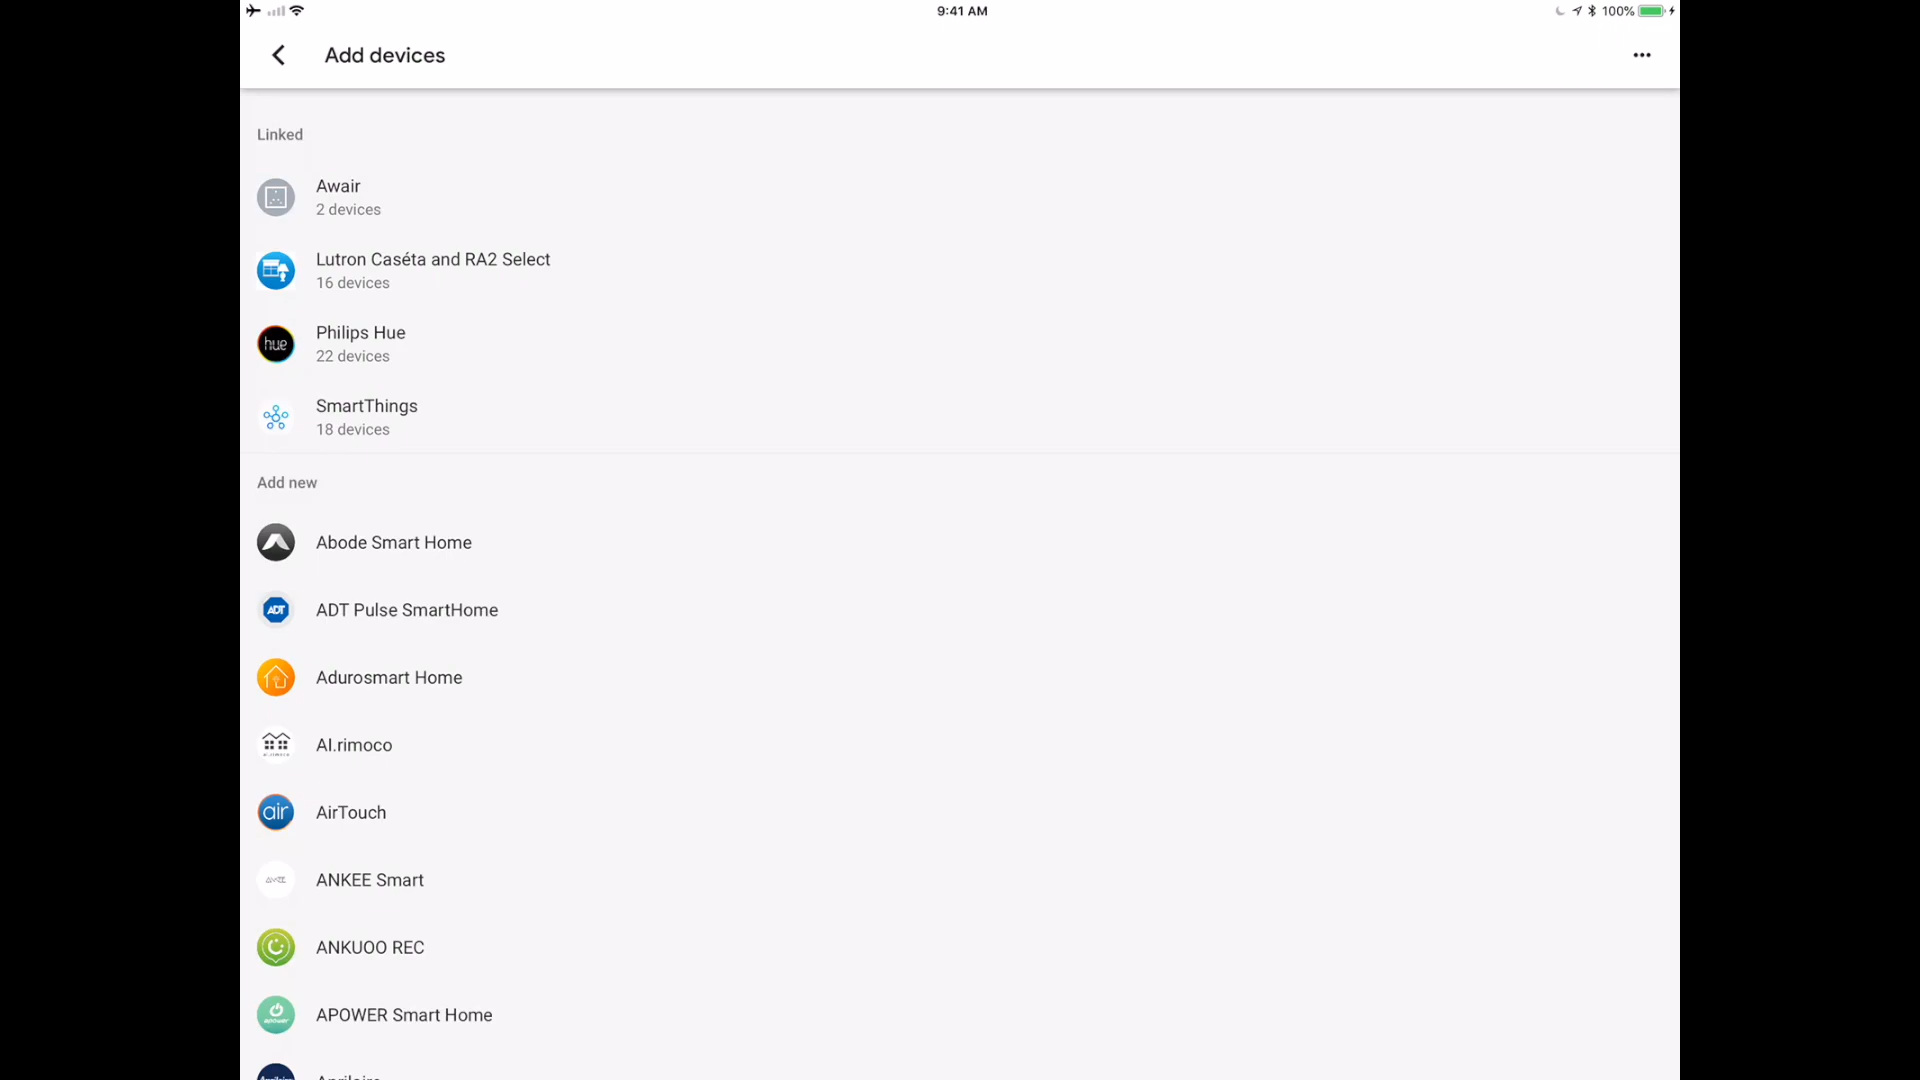 9:41 AM
100%
Add devices
Linked
Awair
2 devices
Lutron Caséta and RA2 Select
16 devices
hue
Philips Hue
22 devices
SmartThings
18 devices
Add new
Abode Smart Home
ADT
ADT Pulse SmartHome
Adurosmart Home
AI.rimoco
air
AirTouch
ANKEE Smart
ANKUOO REC
apower
APOWER Smart Home